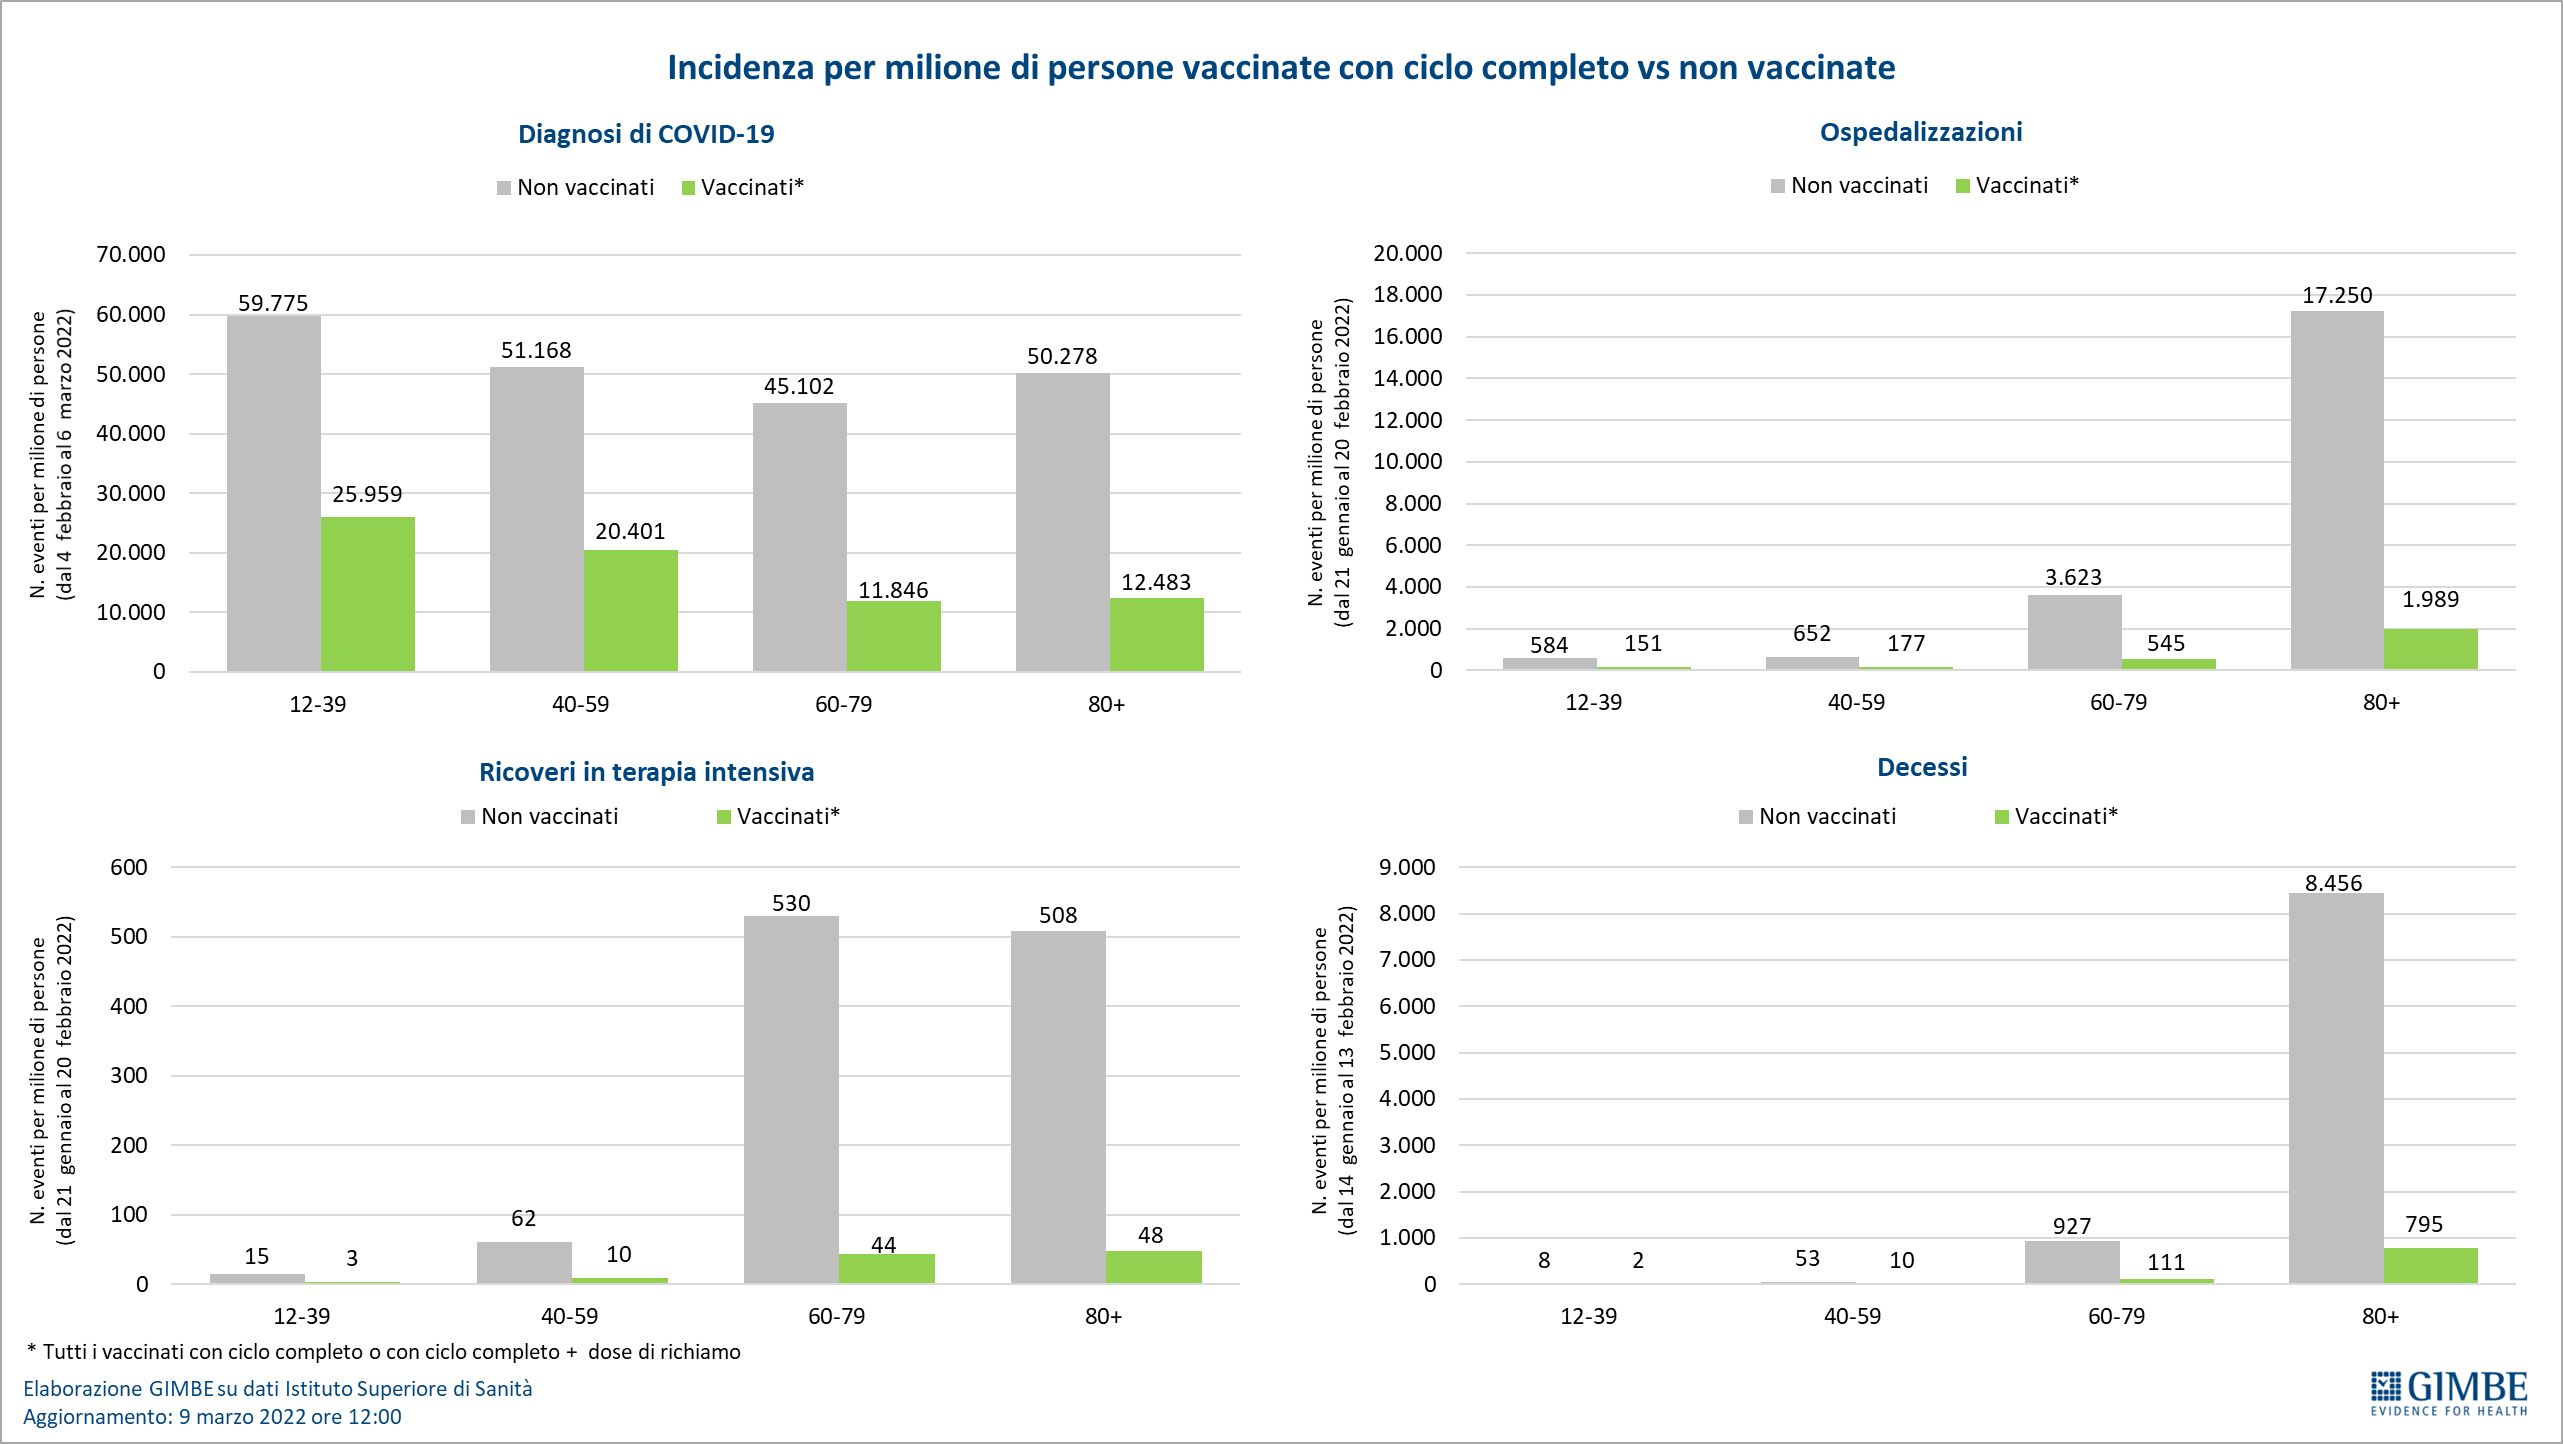 Incidenza per milione di persone vaccinate con ciclo completo vs non vaccinate
Diagnosi di COVID-19
Non vaccinati Vaccinati*
N. eventi per milione di persone
(dal 4 febbraio al 6 marzo 2022)
70.000
60.000
50.000
40.000
30.000
20.000
10.000
0
59.775
25.959
51.168
20.401
45.102
11.846
50.278
12.483
12-39 40-59 60-79 80+
Ospedalizzazioni
Non vaccinati Vaccinati*
N. eventi per milione di persone
(dal 21 gennaio al 20 febbraio 2022)
20.000
18.000
16.000
14.000
12.000
10.000
8.000
6.000
4.000
2.000
0
584
151
652
177
3.623
545
17.250
1.989
12-39 40-59 60-79 80+
Ricoveri in terapia intensiva
Non vaccinati Vaccinati*
N. eventi per milione di persone
(dal 21 gennaio al 20 febbraio 2022)
600
500
400
300
200
100
0
15
3
62
10
530
44
508
48
12-39 40-59 60-79 80+
Decessi
Non vaccinati Vaccinati*
N. eventi per milione di persone
(dal 14 gennaio al 13 febbraio 2022)
9.000
8.000
7.000
6.000
5.000
4.000
3.000
2.000
1.000
0
8
2
53
10
927
111
8.456
795
12-39 40-59 60-79 80+
* Tutti i vaccinati con ciclo completo o con ciclo completo + dose di richiamo
Elaborazione GIMBE su dati Istituto Superiore di Sanità
Aggiornamento: 9 marzo 2022 ore 12:00
GIMBE
EVIDENCE FOR HEALTH